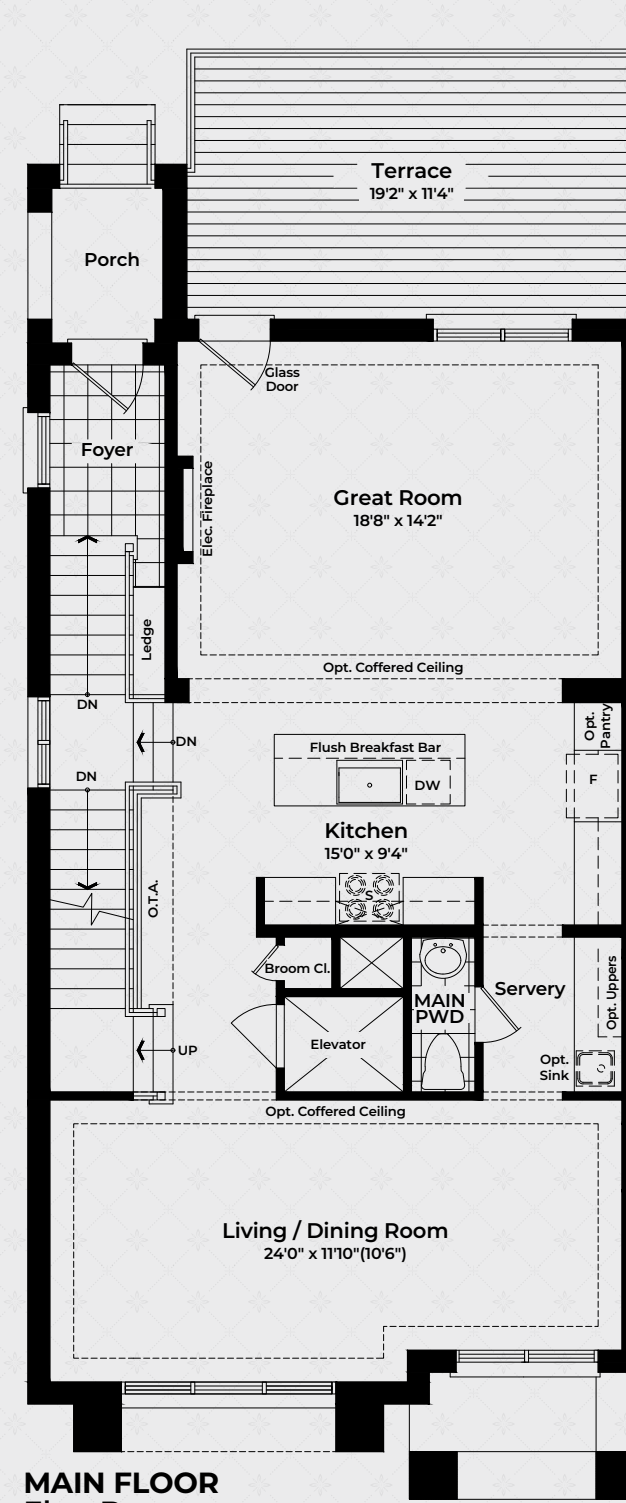 Terrace
19'2" x 11'4"
Porch
Glass
Door
Foyer
Elec. Fireplace
Great Room
18'8" x 14'2"
Ledge
Opt. Coffered Ceiling
DN
DN
Opt.
Pantry
Flush Breakfast Bar
DN
DW
F
Kitchen
15'0" x 9'4"
O.T.A.
S
Broom Cl.
MAIN
PWD
Servery
Opt. Uppers
Elevator
UP
Opt.
Sink
Opt. Coffered Ceiling
Living / Dining Room
24'0" x 11'10"(10'6")
MAIN FLOOR